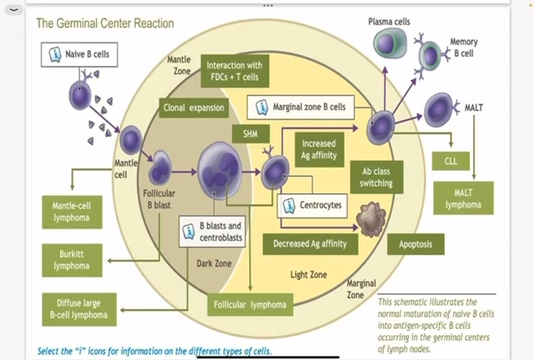 The Germinal Center Reaction
Naive B cells
Mantle
Zone
Interaction with
FDCs + T cells
Plasma cells
Memory
B cell
Clonal expansion
Marginal zone B cells
MALT
SHM
Increased
Ag affinity
Mantle
cell
CLL
Follicular
B blast
Ab class
switching
MALT
lymphoma
Mantle-cell
lymphoma
Centrocytes
B blasts and
centroblasts
Decreased Ag affinity
Apoptosis
Burkitt
lymphoma
Dark Zone
Light Zone
Marginal
Zone
Diffuse large
B-cell lymphoma
Follicular lymphoma
This schematic illustrates the
normal maturation of naive B cells
into antigen-specific B cells
occurring in the germinal centers
of lymph nodes.
Select the "i" icons for information on the different types of cells.